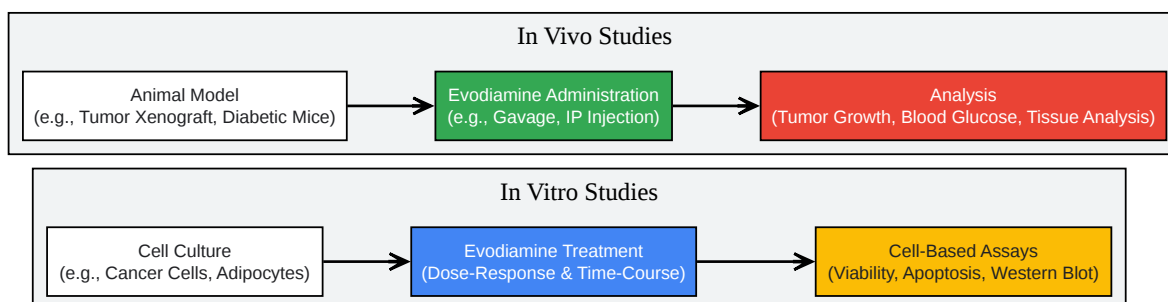 In Vivo Studies
Animal Model
(e.g., Tumor Xenograft, Diabetic Mice)
Evodiamine Administration
(e.g., Gavage, IP Injection)
Analysis
(Tumor Growth, Blood Glucose, Tissue Analysis)
In Vitro Studies
Cell Culture
(e.g., Cancer Cells, Adipocytes)
Evodiamine Treatment
(Dose-Response & Time-Course)
Cell-Based Assays
(Viability, Apoptosis, Western Blot)